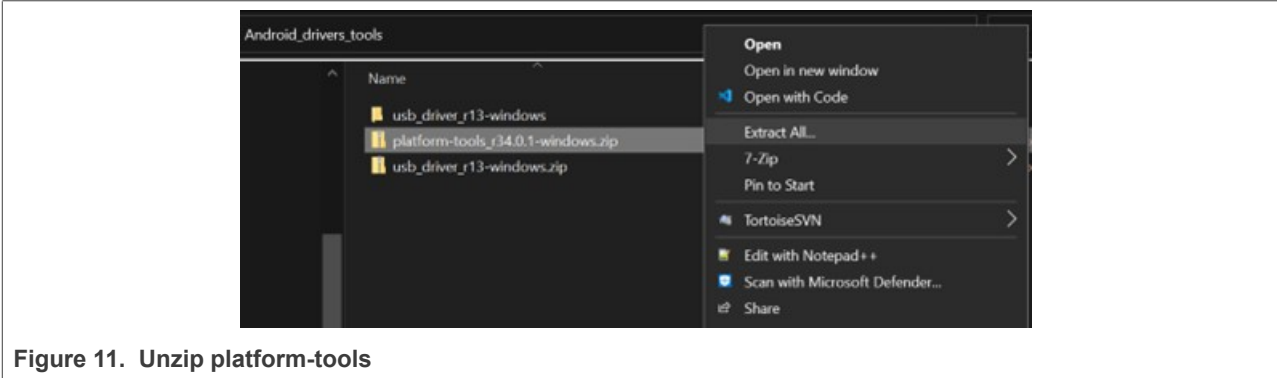 Android_drivers_tools
Name
usb_driver_r13-windows
platform-tools_r34.0.1-windows.zip
usb_driver_r13-windows.zip
Open
Open in new window
Open with Code
Extract All...
7-Zip
Pin to Start
TortoiseSVN
Edit with Notepad++
Scan with Microsoft Defender...
Share
Figure 11. Unzip platform-tools